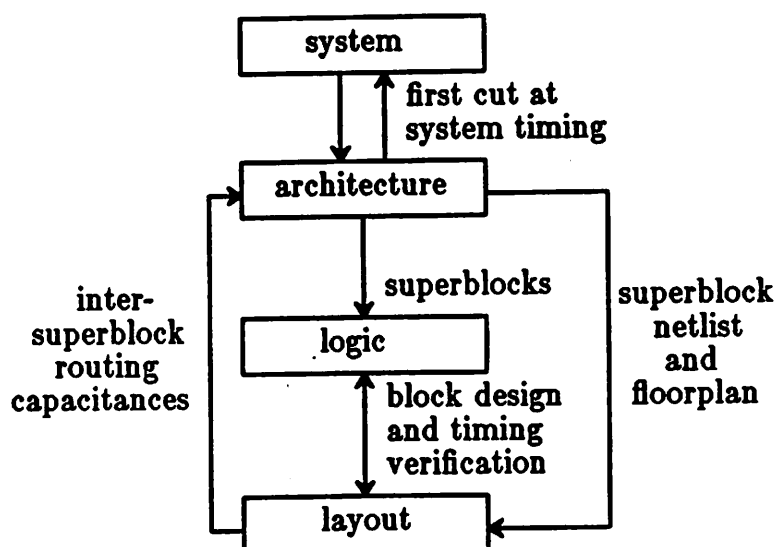 system
first cut at
system timing
architecture
superblocks
inter-
superblock
routing
capacitances
superblock
netlist
and
floorplan
logic
block design
and timing
verification
layout